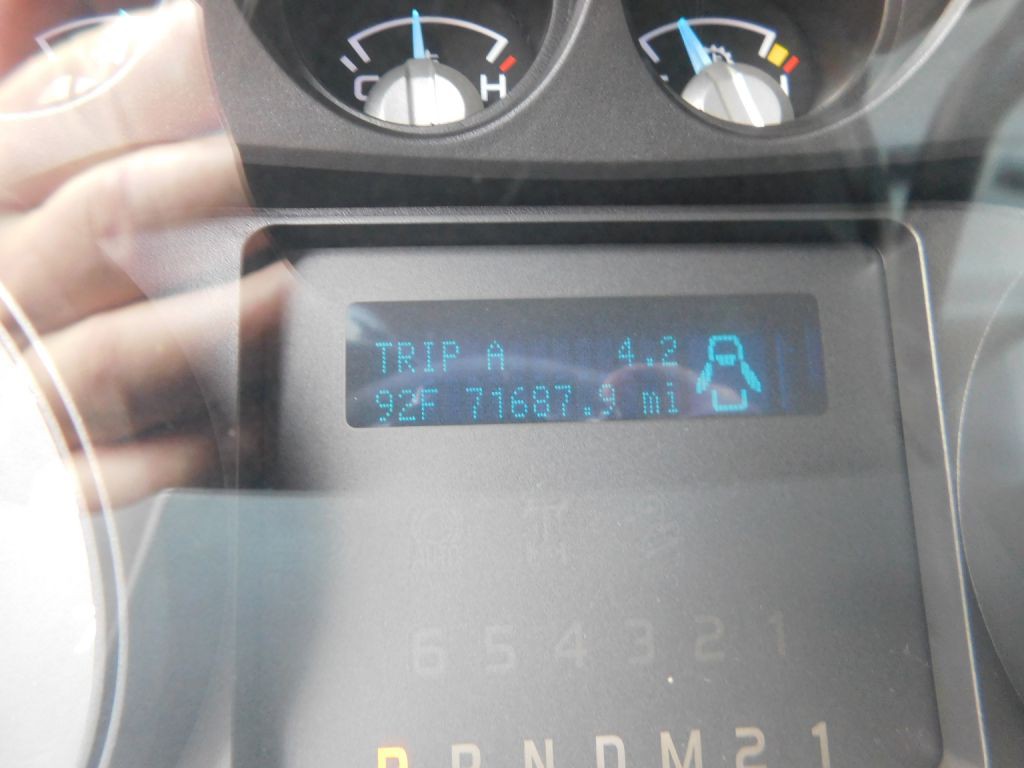 C H
TRIP A 4.2
92F 71687.9 mi
6 5 4 3 2 1
P R N D M 2 1